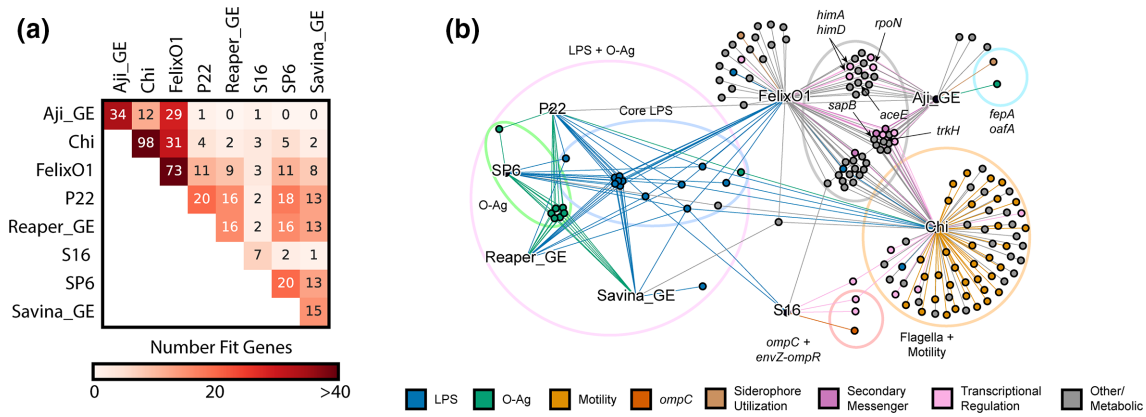 (a)
Aji_GE
Chi
FelixO1
P22
Reaper_GE
S16
SP6
Savina_GE
Aji_GE 34 12 29 1 0 1 0 0
Chi 98 31 4 2 3 5 2
FelixO1 73 11 9 3 11 8
P22 20 16 2 18 13
Reaper_GE 16 2 16 13
S16 7 2 1
SP6 20 13
Savina_GE 15
Number Fit Genes
0 20 >40
(b)
LPS + O-Ag
P22
Core LPS
SP6
O-Ag
Reaper_GE
Savina_GE
himA
himD
rpoN
FelixO1
Aji_GE
sapB
aceE
trkH
fepA
oafA
Chi
S16
ompC +
envZ-ompR
Flagella +
Motility
LPS
O-Ag
Motility
ompC
Siderophore
Utilization
Secondary
Messenger
Transcriptional
Regulation
Other/
Metabolic